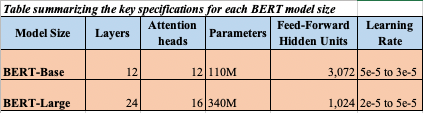 Table summarizing the key specifications for each BERT model size
Model Size Layers Attention heads Parameters Feed-Forward Hidden Units Learning Rate
BERT-Base 12 12 110M 3,072 5e-5 to 3e-5
BERT-Large 24 16 340M 1,024 2e-5 to 5e-5